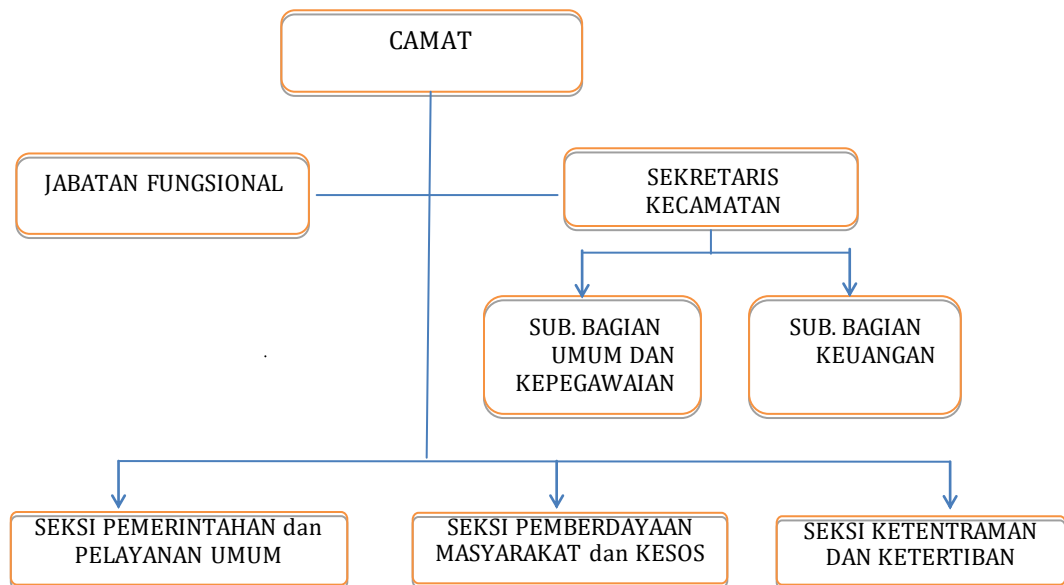 CAMAT
JABATAN FUNGSIONAL
SEKRETARIS
KECAMATAN
SUB. BAGIAN
UMUM DAN
KEPEGAWAIAN
SUB. BAGIAN
KEUANGAN
.
SEKSI PEMERINTAHAN dan
PELAYANAN UMUM
SEKSI PEMBERDAYAAN
MASYARAKAT dan KESOS
SEKSI KETENTRAMAN
DAN KETERTIBAN